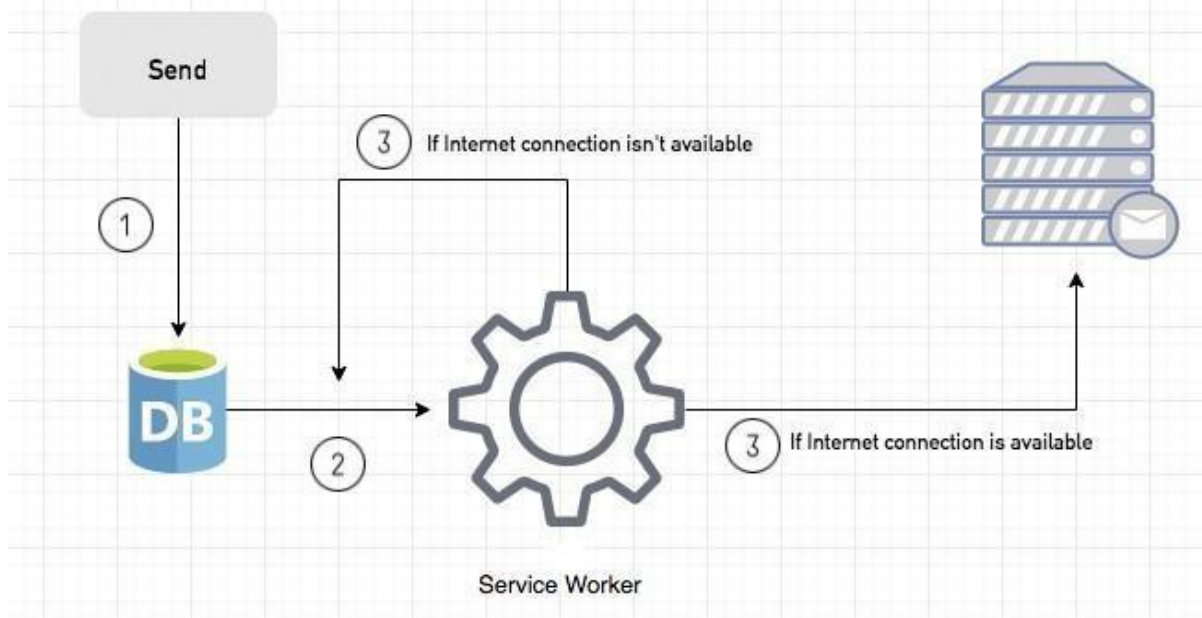 Send
3 If Internet connection isn't available
1
DB
2
3 If Internet connection is available
Service Worker